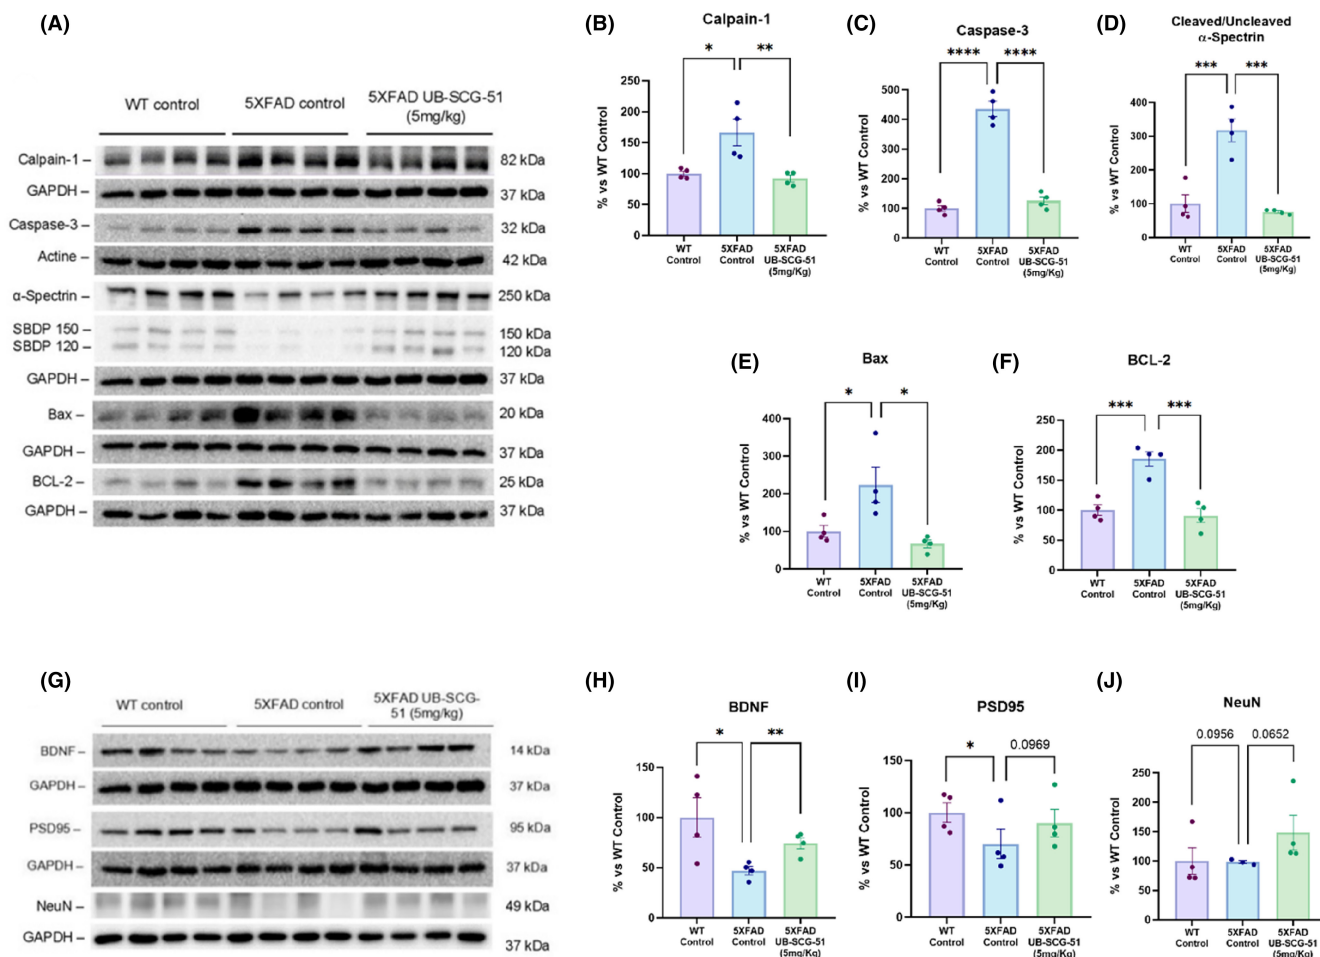 (A)
WT control
5XFAD control
5XFAD UB-SCG-51
(5mg/kg)
Calpain-1
82 kDa
GAPDH
37 kDa
Caspase-3
32 kDa
Actine
42 kDa
α-Spectrin
250 kDa
SBDP 150
150 kDa
SBDP 120
120 kDa
GAPDH
37 kDa
Bax
20 kDa
GAPDH
37 kDa
BCL-2
25 kDa
GAPDH
37 kDa
(B)
Calpain-1
*
**
% vs WT Control
250
200
150
100
50
0
WT
Control
5XFAD
Control
5XFAD
UB-SCG-51
(5mg/Kg)
(C)
Caspase-3
****
****
% vs WT Control
500
400
300
200
100
0
WT
Control
5XFAD
Control
5XFAD
UB-SCG-51
(5mg/Kg)
(D)
Cleaved/Uncleaved
α-Spectrin
***
***
% vs WT Control
400
300
200
100
0
WT
Control
5XFAD
Control
5XFAD
UB-SCG-51
(5mg/Kg)
(E)
Bax
*
*
% vs WT Control
400
300
200
100
0
WT
Control
5XFAD
Control
5XFAD
UB-SCG-51
(5mg/Kg)
(F)
BCL-2
***
***
% vs WT Control
250
200
150
100
50
0
WT
Control
5XFAD
Control
5XFAD
UB-SCG-51
(5mg/Kg)
(G)
WT control
5XFAD control
5XFAD UB-SCG-
51 (5mg/kg)
BDNF
14 kDa
GAPDH
37 kDa
PSD95
95 kDa
GAPDH
37 kDa
NeuN
49 kDa
GAPDH
37 kDa
(H)
BDNF
*
**
% vs WT Control
150
100
50
0
WT
Control
5XFAD
Control
5XFAD
UB-SCG-51
(5mg/Kg)
(I)
PSD95
*
0.0969
% vs WT Control
150
100
50
0
WT
Control
5XFAD
Control
5XFAD
UB-SCG-51
(5mg/Kg)
(J)
NeuN
0.0956
0.0652
% vs WT Control
250
200
150
100
50
0
WT
Control
5XFAD
Control
5XFAD
UB-SCG-51
(5mg/Kg)